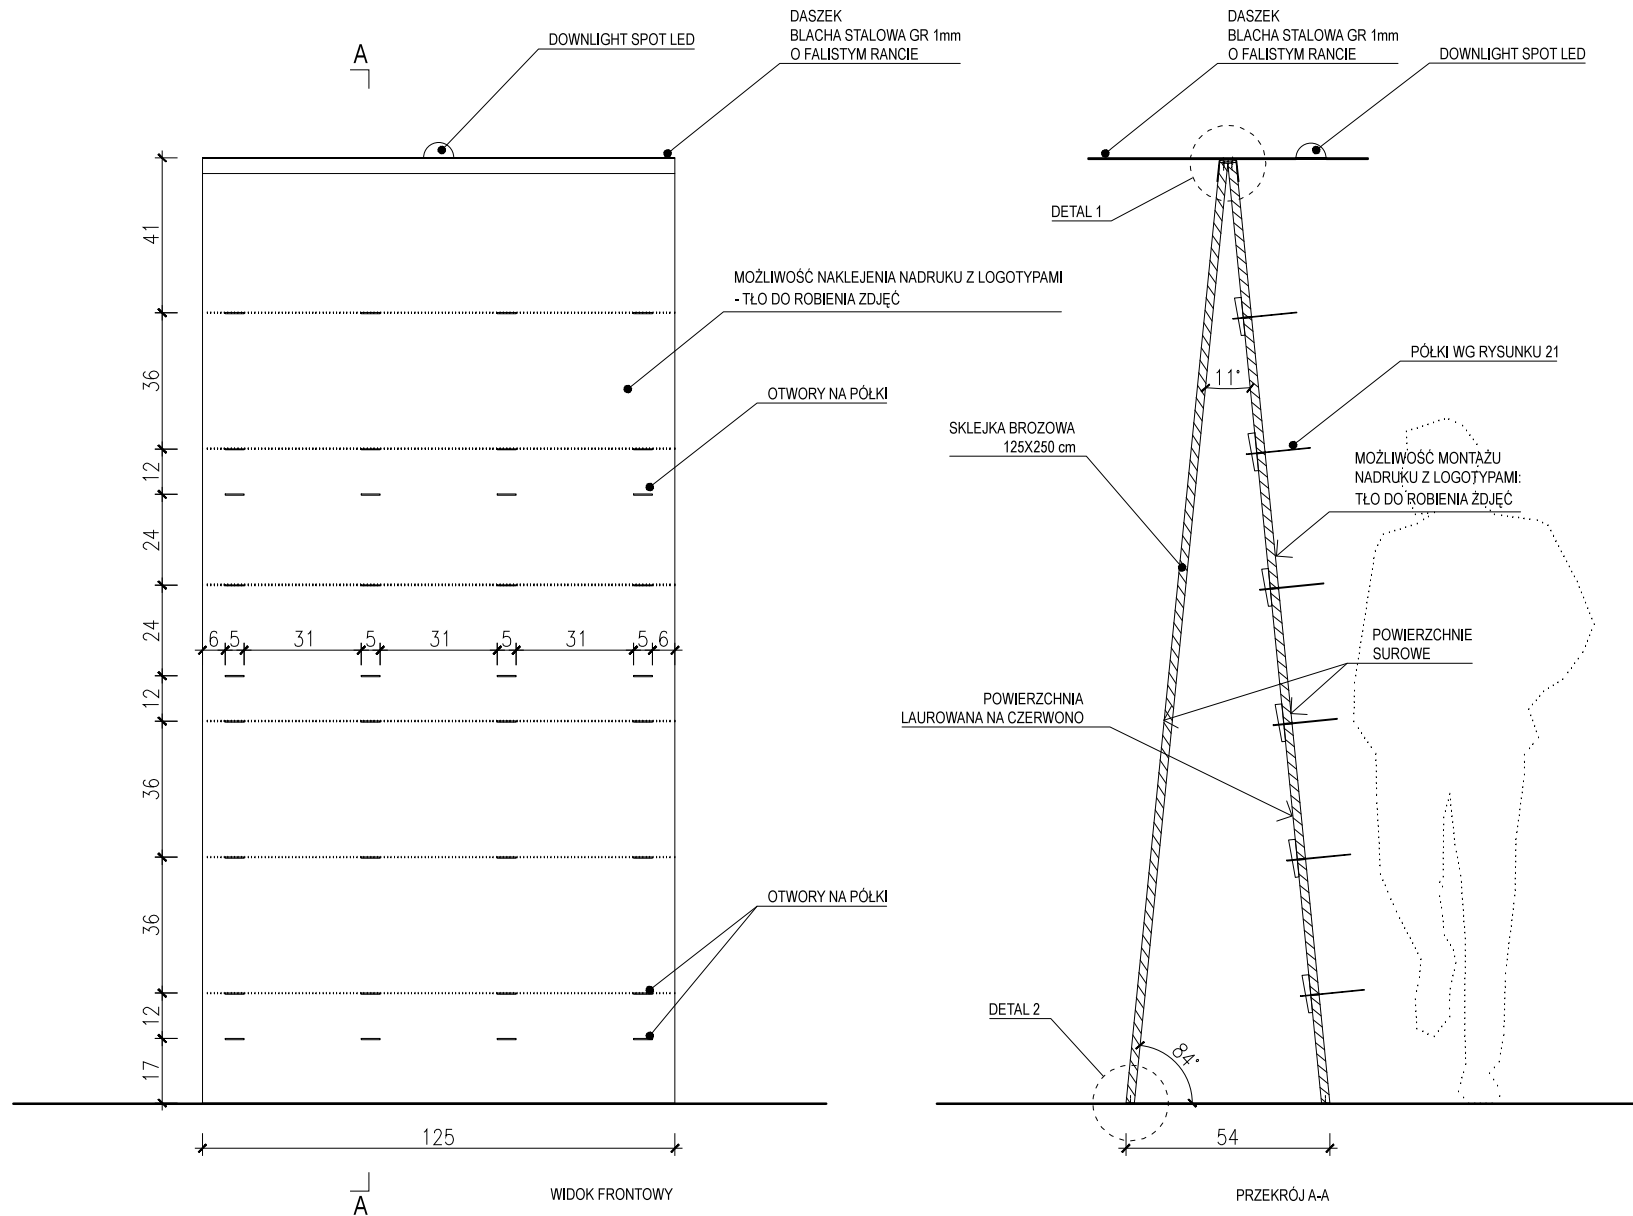 DOWNLIGHT SPOT LED
DASZEK
BLACHA STALOWA GR 1mm
O FALISTYM RANCIE
A
41
36
12
24
24
12
36
36
12
17
MOŻLIWOŚĆ NAKLEJENIA NADRUKU Z LOGOTYPAMI
- TŁO DO ROBIENIA ZDJĘĆ
OTWORY NA PÓŁKI
6 5 31 5 31 5 31 5 6
OTWORY NA PÓŁKI
125
A
WIDOK FRONTOWY
DASZEK
BLACHA STALOWA GR 1mm
O FALISTYM RANCIE
DOWNLIGHT SPOT LED
DETAL 1
PÓŁKI WG RYSUNKU 21
11°
SKLEJKA BROZOWA
125X250 cm
MOŻLIWOŚĆ MONTAŻU
NADRUKU Z LOGOTYPAMI:
TŁO DO ROBIENIA ZDJĘĆ
POWIERZCHNIE
SUROWE
POWIERZCHNIA
LAUROWANA NA CZERWONO
DETAL 2
84°
54
PRZEKRÓJ A-A